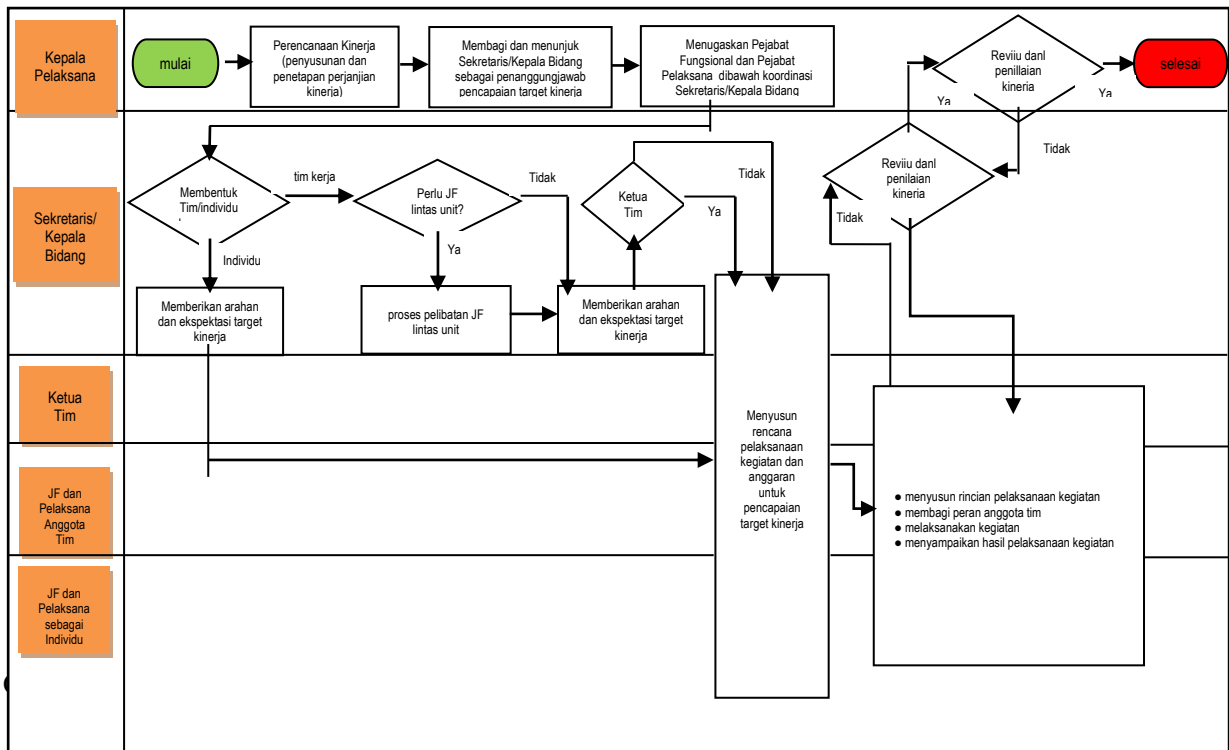 Kepala
Pelaksana
mulai
Perencanaan Kinerja
(penyusunan dan
penetapan perjanjian
kinerja)
Membagi dan menunjuk
Sekretaris/Kepala Bidang
sebagai penanggungjawab
pencapaian target kinerja
Menugaskan Pejabat
Fungsional dan Pejabat
Pelaksana dibawah koordinasi
Sekretaris/Kepala Bidang
Reviiu danl
penillaian
kineria
Ya
Ya
selesai
Tidak
Sekretaris/
Kepala
Bidang
Membentuk
Tim/individu
tim kerja
Individu
Perlu JF
lintas unit?
Tidak
Ya
Ketua
Tim
Tidak
Ya
Reviiu danl
penilaian
kineria
Tidak
Memberikan arahan
dan ekspektasi target
kinerja
proses pelibatan JF
lintas unit
Memberikan arahan
dan ekspektasi target
kinerja
Ketua
Tim
Menyusun
rencana
pelaksanaan
kegiatan dan
anggaran
untuk
pencapaian
target kinerja
JF dan
Pelaksana
Anggota
Tim
● menyusun rincian pelaksanaan kegiatan
● membagi peran anggota tim
● melaksanakan kegiatan
● menyampaikan hasil pelaksanaan kegiatan
JF dan
Pelaksana
sebagai
Individu